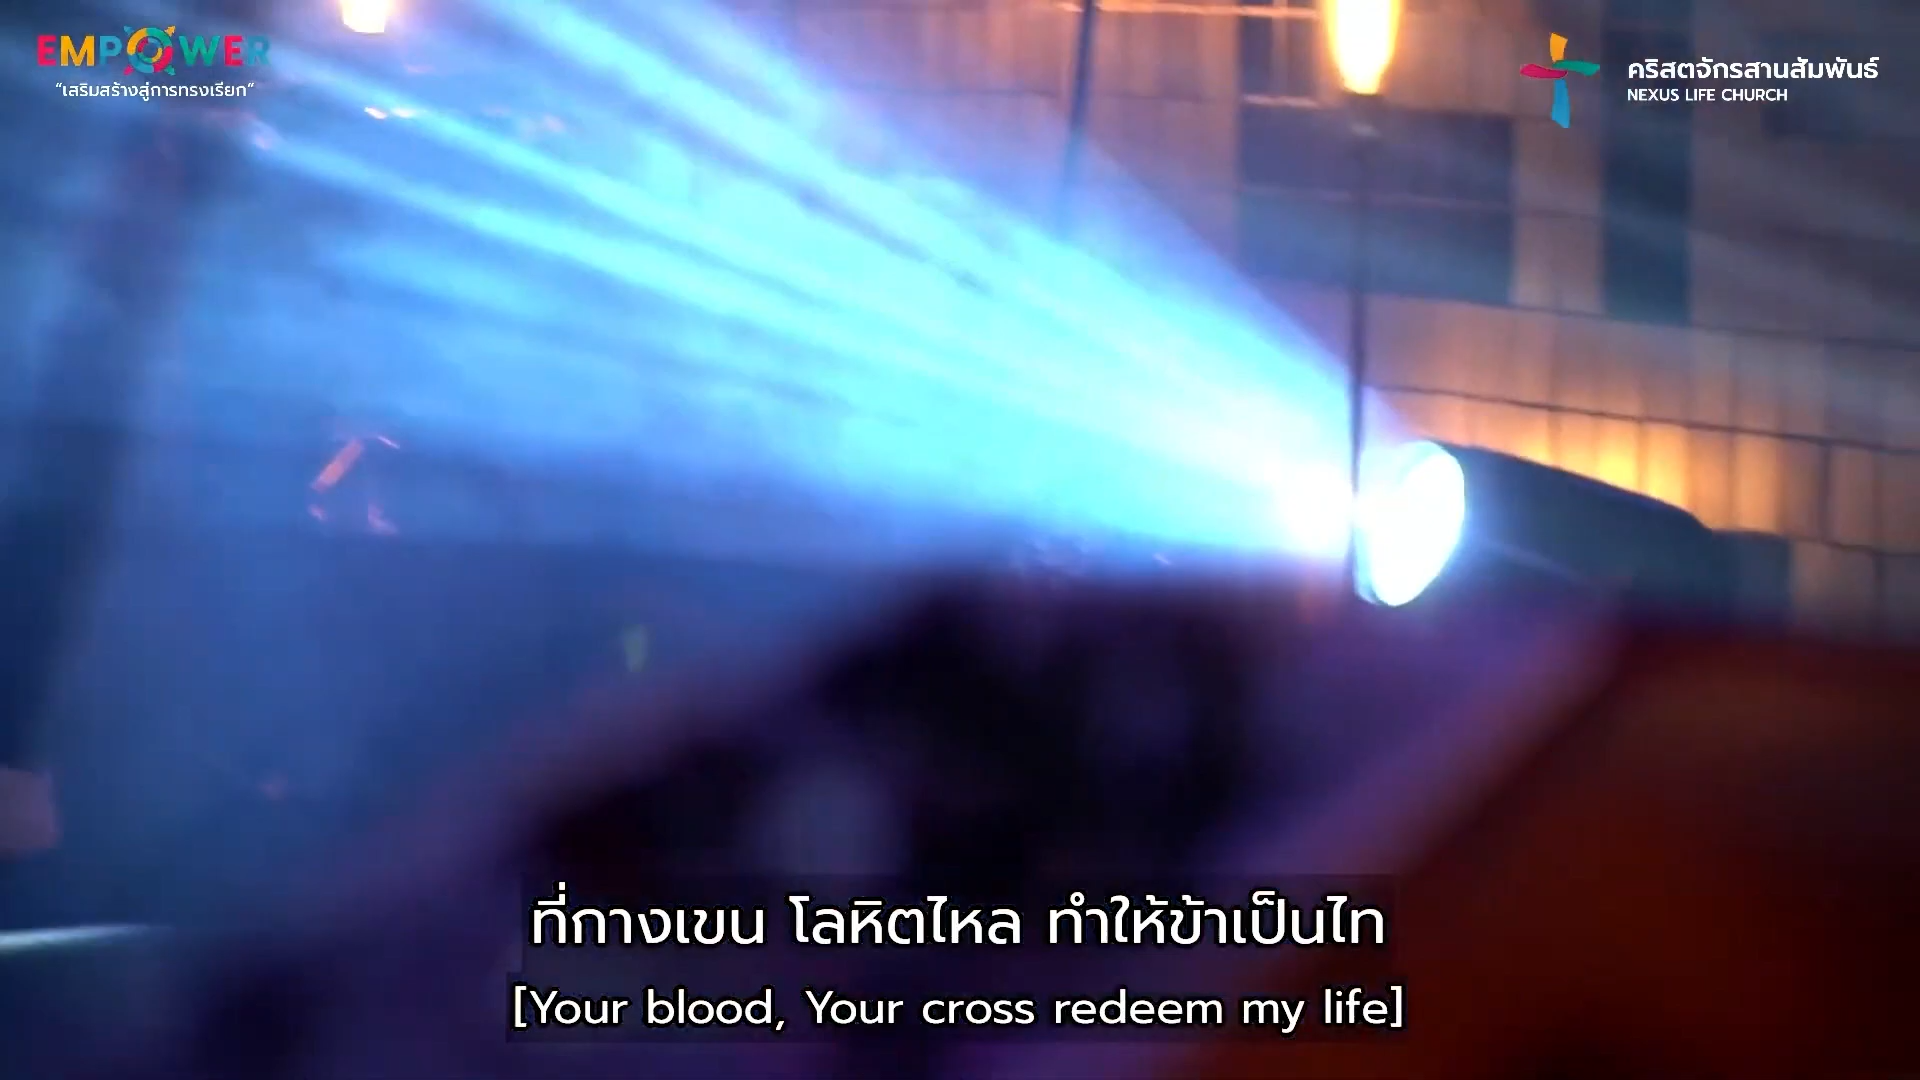 EMPOWER
“เสริมสร้างสู่การทรงเรียก”
คริสตจักรสานสัมพันธ์
NEXUS LIFE CHURCH
ที่กางเขน โลหิตไหล ทำให้ข้าเป็นไท
[Your blood, Your cross redeem my life]